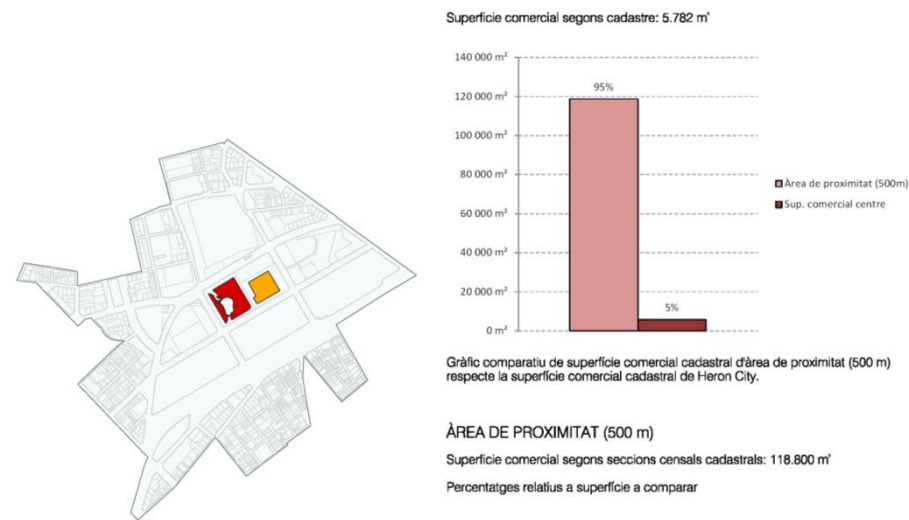 Superficie comercial segons cadastre: 5.782 m²
140 000 m²
120 000 m²
100 000 m²
80 000 m²
60 000 m²
40 000 m²
20 000 m²
0 m²
95%
5%
Àrea de proximitat (500m)
Sup. comercial centre
Gràfic comparatiu de superfície comercial cadastral d'àrea de proximitat (500 m)
respecte la superfície comercial cadastral de Heron City.
ÀREA DE PROXIMITAT (500 m)
Superficie comercial segons seccions censals cadastrals: 118.800 m²
Percentatges relatius a superfície a comparar